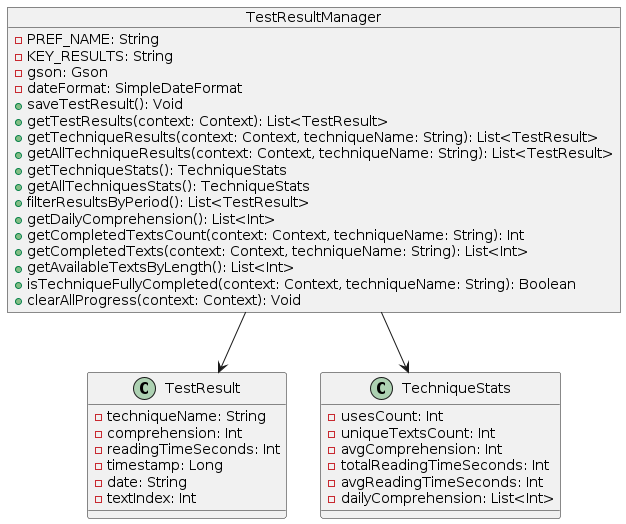 TestResultManager
PREF_NAME: String
KEY_RESULTS: String
gson: Gson
dateFormat: SimpleDateFormat
saveTestResult(): Void
getTestResults(context: Context): List<TestResult>
getTechniqueResults(context: Context, techniqueName: String): List<TestResult>
getAllTechniqueResults(context: Context, techniqueName: String): List<TestResult>
getTechniqueStats(): TechniqueStats
getAllTechniquesStats(): TechniqueStats
filterResultsByPeriod(): List<TestResult>
getDailyComprehension(): List<Int>
getCompletedTextsCount(context: Context, techniqueName: String): Int
getCompletedTexts(context: Context, techniqueName: String): List<Int>
getAvailableTextsByLength(): List<Int>
isTechniqueFullyCompleted(context: Context, techniqueName: String): Boolean
clearAllProgress(context: Context): Void
C TestResult
techniqueName: String
comprehension: Int
readingTimeSeconds: Int
timestamp: Long
date: String
textIndex: Int
C TechniqueStats
usesCount: Int
uniqueTextsCount: Int
avgComprehension: Int
totalReadingTimeSeconds: Int
avgReadingTimeSeconds: Int
dailyComprehension: List<Int>